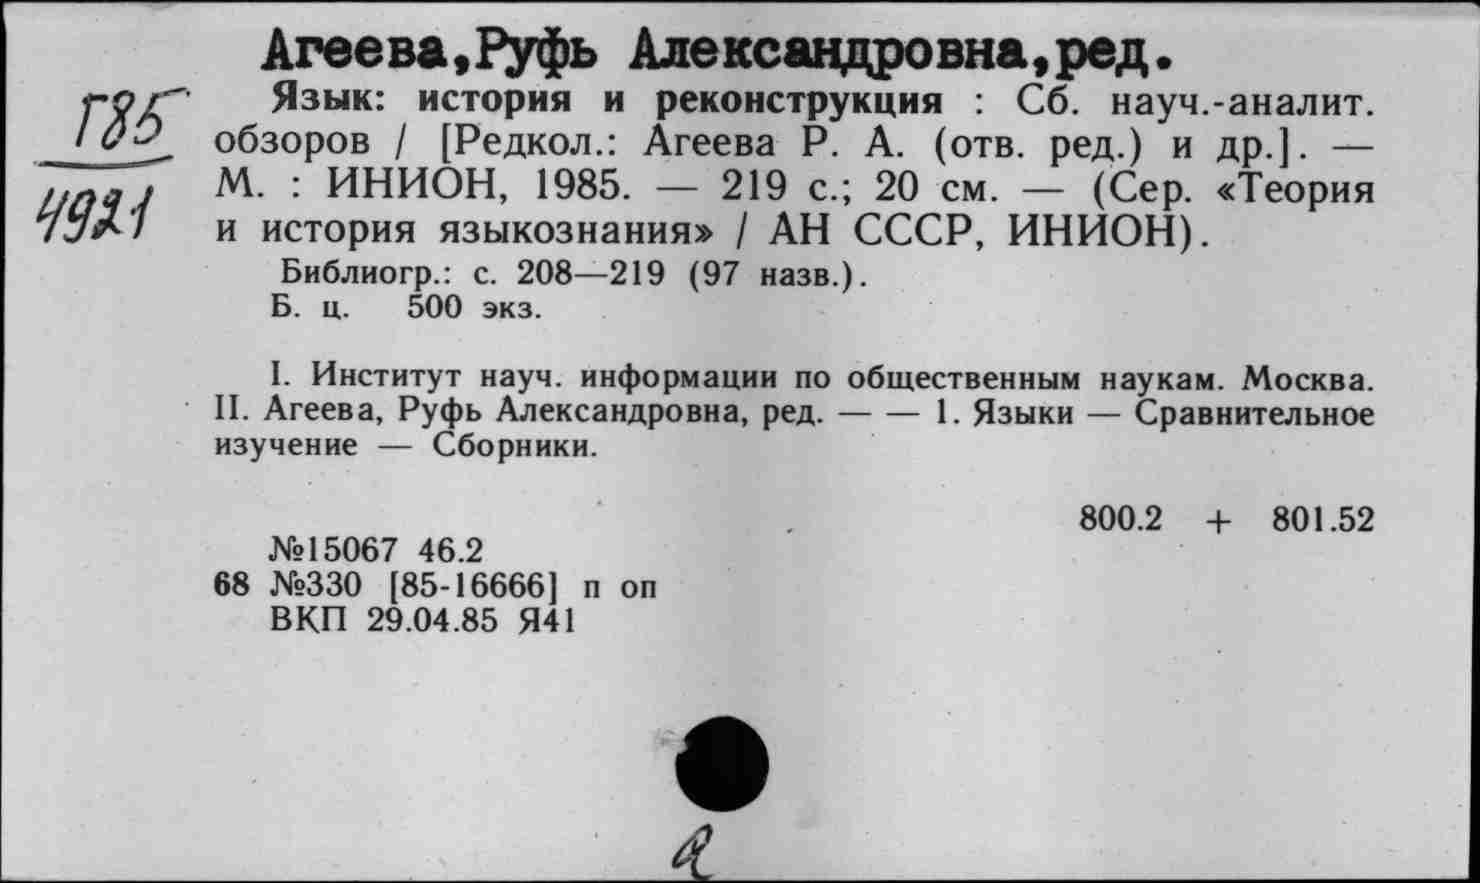 Агеева,Руфь Александровна,ред.
Г85
4921
Язык: история и реконструкция : Сб. науч.-аналит.
обзоров / [Редкол.: Агеева Р. А. (отв. ред.) и др.]. —
М. : ИНИОН, 1985. — 219 с.; 20 см. — (Сер. «Теория
и история языкознания» / АН СССР, ИНИОН).
Библиогр.: с. 208—219 (97 назв.).
Б. ц. 500 экз.
I. Институт науч. информации по общественным наукам. Москва.
II. Агеева, Руфь Александровна, ред. — — 1. Языки — Сравнительное
изучение — Сборники.
800.2 + 801.52
№15067 46.2
68 №330 [85-16666] п оп
ВКП 29.04.85 Я41